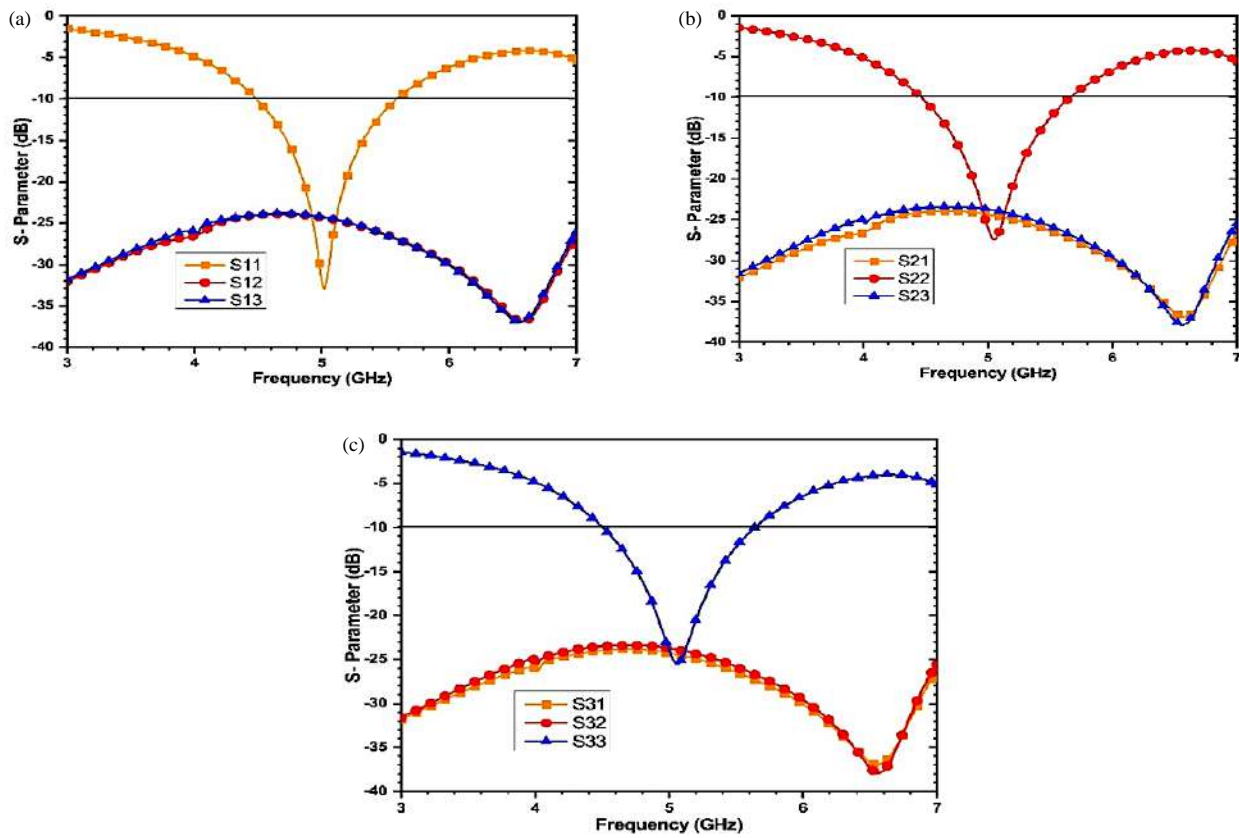 (a)
0
-5
-10
-15
-20
-25
-30
-35
-40
S- Parameter (dB)
S11
S12
S13
3 4 5 6 7
Frequency (GHz)
(b)
0
-5
-10
-15
-20
-25
-30
-35
-40
S- Parameter (dB)
S21
S22
S23
3 4 5 6 7
Frequency (GHz)
(c)
0
-5
-10
-15
-20
-25
-30
-35
-40
S- Parameter (dB)
S31
S32
S33
3 4 5 6 7
Frequency (GHz)